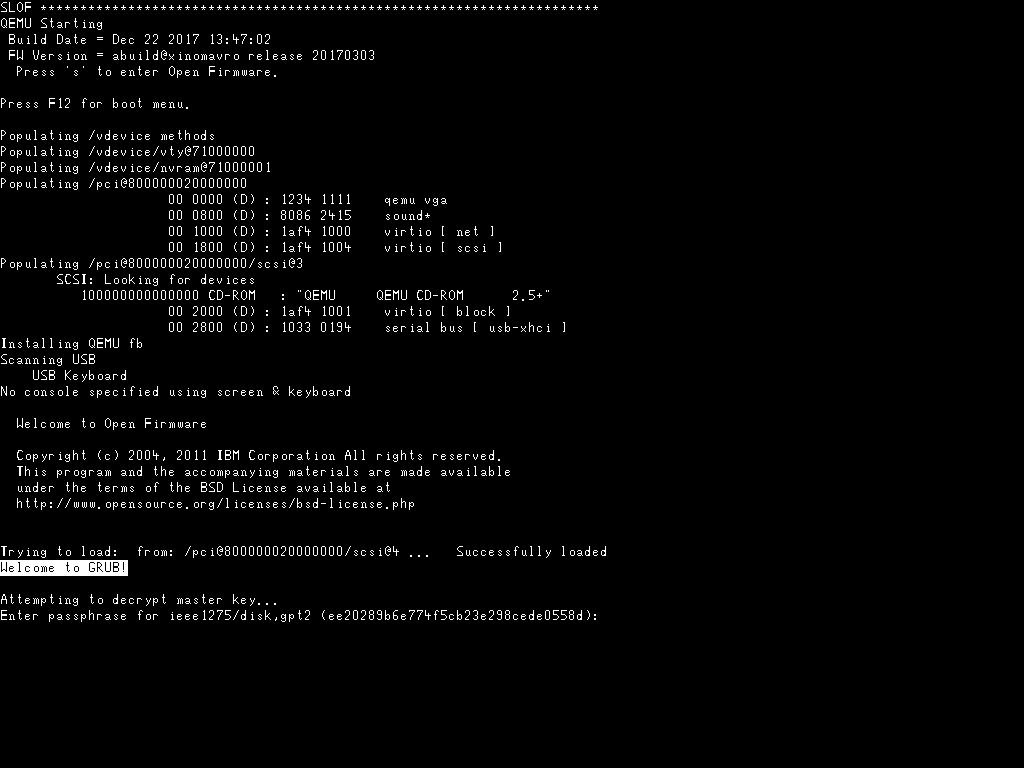 SLOF **********************************************************************
QEMU Starting
Build Date = Dec 22 2017 13:47:02
FW Version = abuild@xinomavro release 20170303
Press 's' to enter Open Firmware.
Press F12 for boot menu.
Populating /vdevice methods
Populating /vdevice/vty@71000000
Populating /vdevice/nvram@71000001
Populating /pci@800000020000000
00 0000 (D) : 1234 1111    qemu vga
00 0800 (D) : 8086 2415    sound*
00 1000 (D) : 1af4 1000    virtio [ net ]
00 1800 (D) : 1af4 1004    virtio [ scsi ]
Populating /pci@800000020000000/scsi@3
SCSI: Looking for devices
100000000000000 CD-ROM   : "QEMU     QEMU CD-ROM      2.5+"
00 2000 (D) : 1af4 1001    virtio [ block ]
00 2800 (D) : 1033 0194    serial bus [ usb-xhci ]
Installing QEMU fb
Scanning USB
USB Keyboard
No console specified using screen & keyboard
Welcome to Open Firmware
Copyright (c) 2004, 2011 IBM Corporation All rights reserved.
This program and the accompanying materials are made available
under the terms of the BSD License available at
http://www.opensource.org/licenses/bsd-license.php
Trying to load:  from: /pci@800000020000000/scsi@4 ...   Successfully loaded
Welcome to GRUB!
Attempting to decrypt master key...
Enter passphrase for ieee1275/disk,gpt2 (ee20289b6e774f5cb23e298cede0558d):